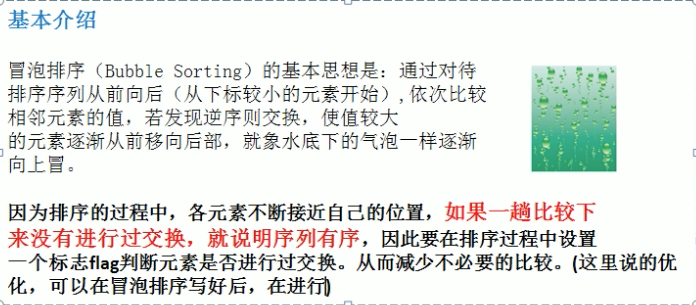 基本介绍
冒泡排序（Bubble Sorting）的基本思想是：通过对待
排序序列从前向后（从下标较小的元素开始）,依次比较
相邻元素的值，若发现逆序则交换，使值较大
的元素逐渐从前移向后部，就象水底下的气泡一样逐渐
向上冒。
因为排序的过程中，各元素不断接近自己的位置，如果一趟比较下
来没有进行过交换，就说明序列有序，因此要在排序过程中设置
一个标志flag判断元素是否进行过交换。从而减少不必要的比较。(这里说的优
化，可以在冒泡排序写好后，在进行)